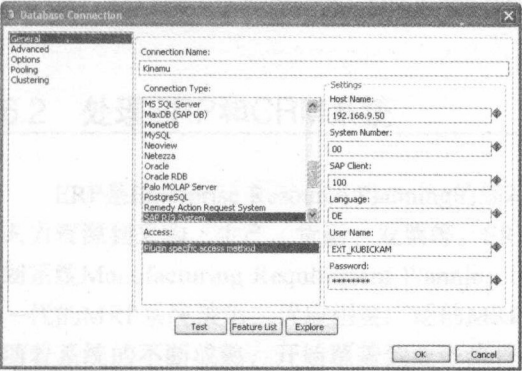 Database Connection
General
Advanced
Options
Pooling
Clustering
Connection Name:
Kinamu
Connection Type:
MS SQL Server
MaxDB (SAP DB)
MonetDB
MySQL
Neoview
Netezza
Oracle
Oracle RDB
Palo MOLAP Server
PostgreSQL
Remedy Action Request System
SAP R/3 System
Access:
Plugin specific access method
Settings
Host Name:
192.168.9.50
System Number:
00
SAP Client:
100
Language:
DE
User Name:
EXT_KUBICKAM
Password:
********
Test
Feature List
Explore
OK
Cancel